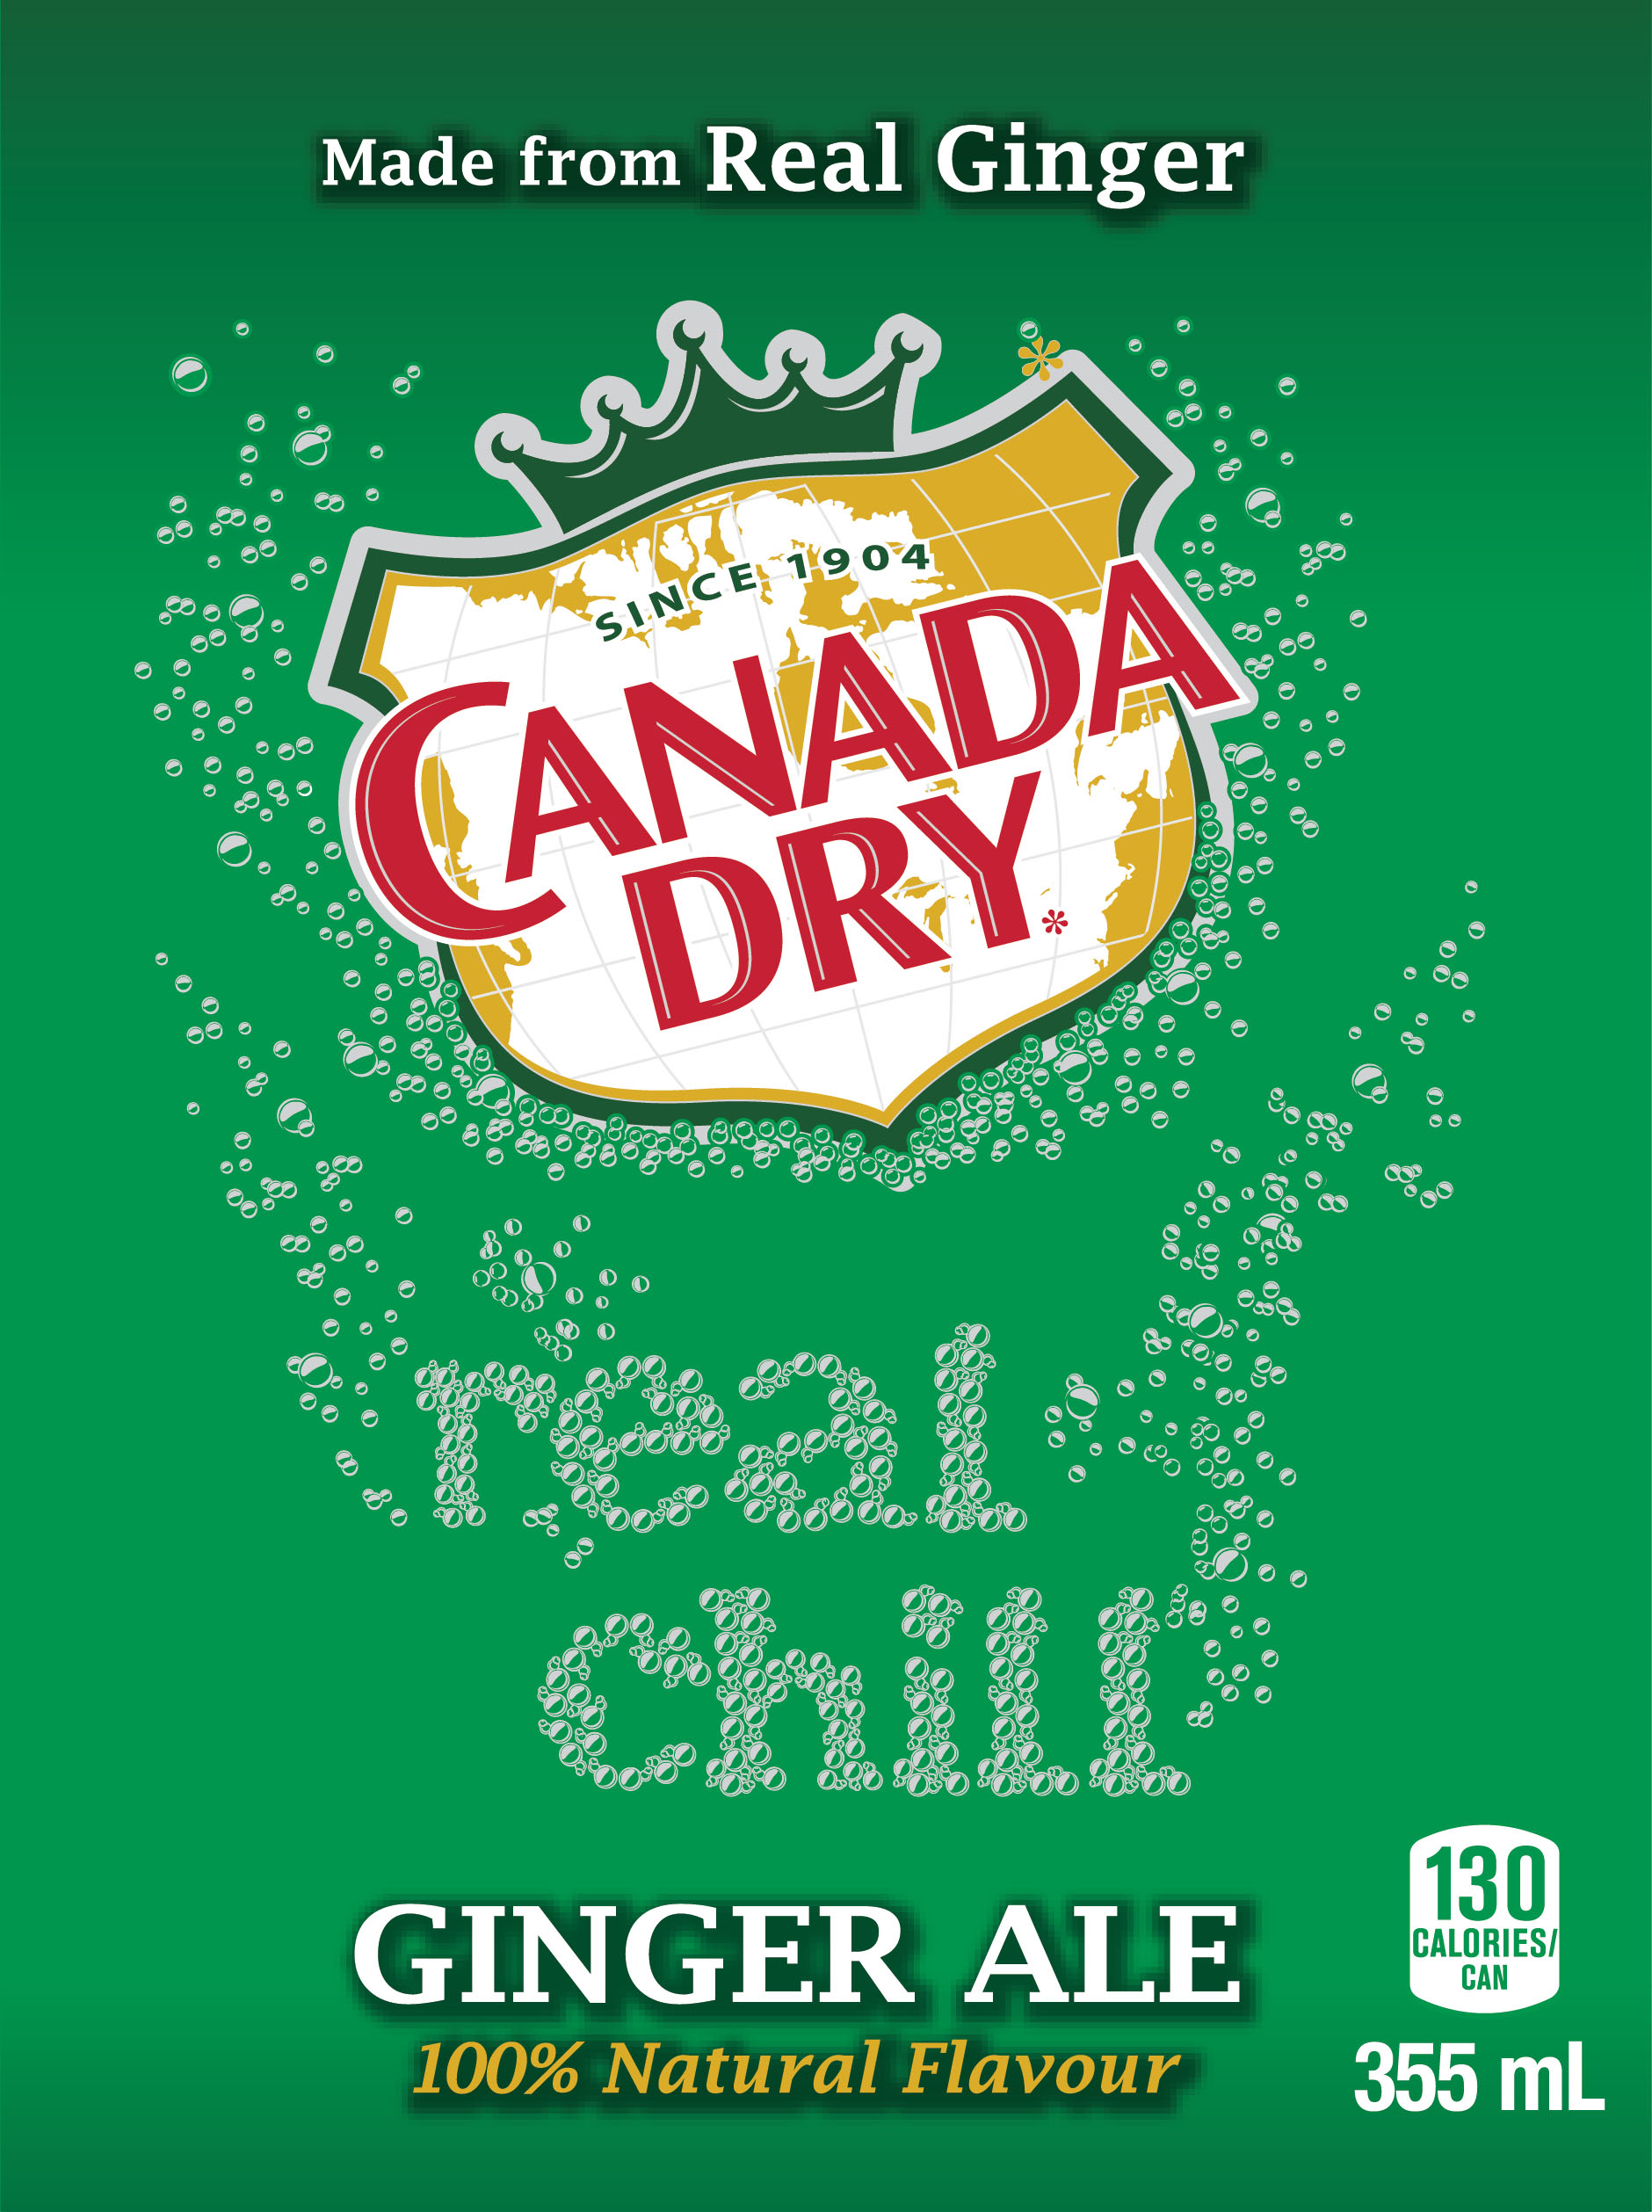 Made from Real Ginger
SINCE 1904
CANADA
DRY*
real
chill
GINGER ALE
100% Natural Flavour
130
CALORIES/
CAN
355 mL